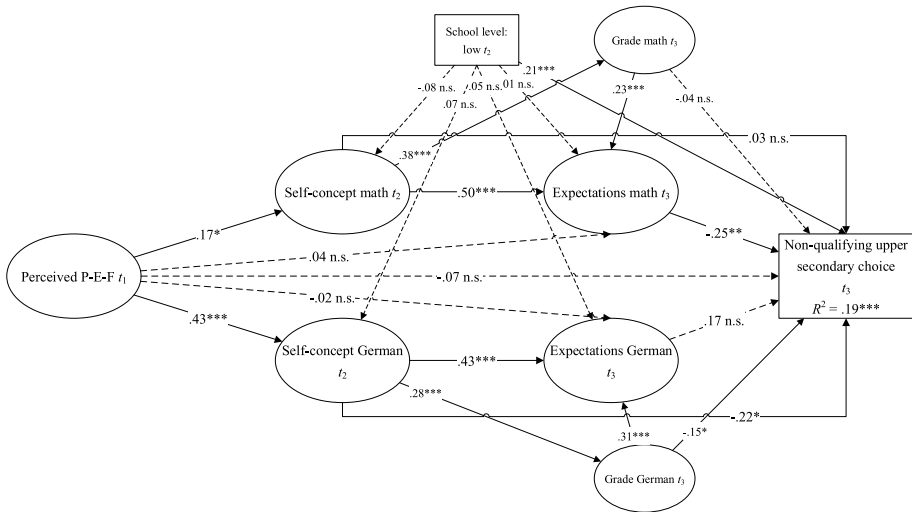 School level:
low t₂
Grade math t₃
.21***
-.08 n.s.
.05 n.s.
.01 n.s.
.07 n.s.
.23***
-.04 n.s.
.03 n.s.
.38***
Self-concept math t₂
.50***
Expectations math t₃
.17*
-.25**
Non-qualifying upper
secondary choice
t₃
R² = .19***
.04 n.s.
Perceived P-E-F t₁
-.07 n.s.
-.02 n.s.
.43***
.17 n.s.
Self-concept German
t₂
.43***
Expectations German
t₃
.28***
-.22*
.31***
-.15*
Grade German t₃